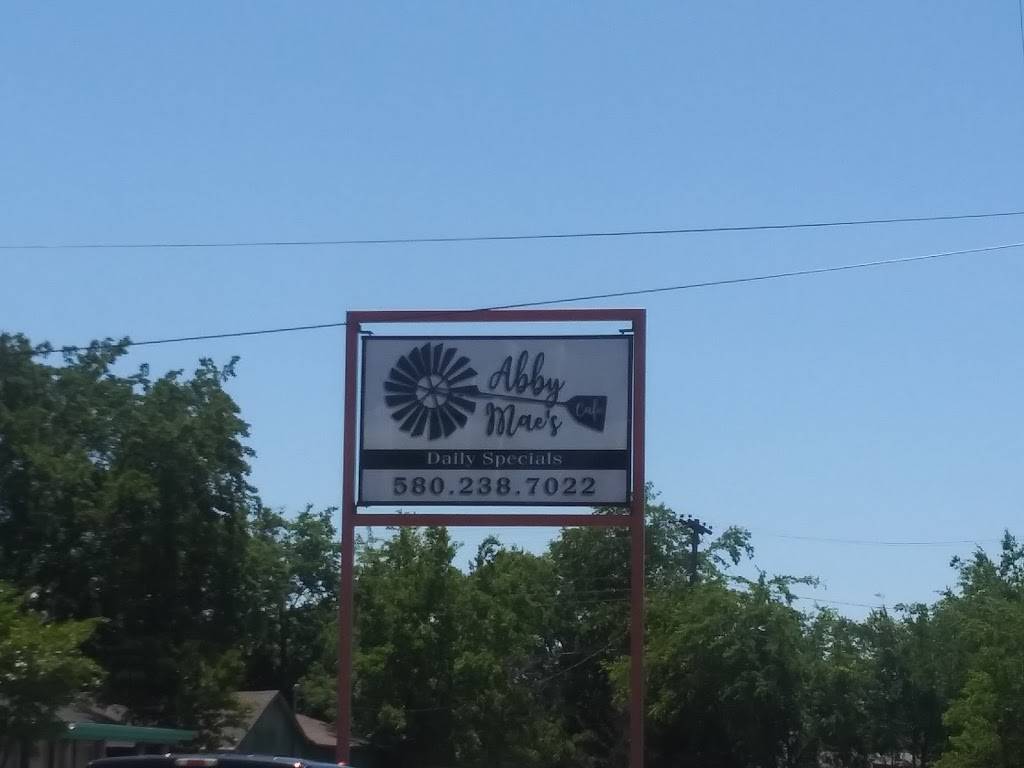 Abby
Mae's
Cafe
Daily Specials
580.238.7022